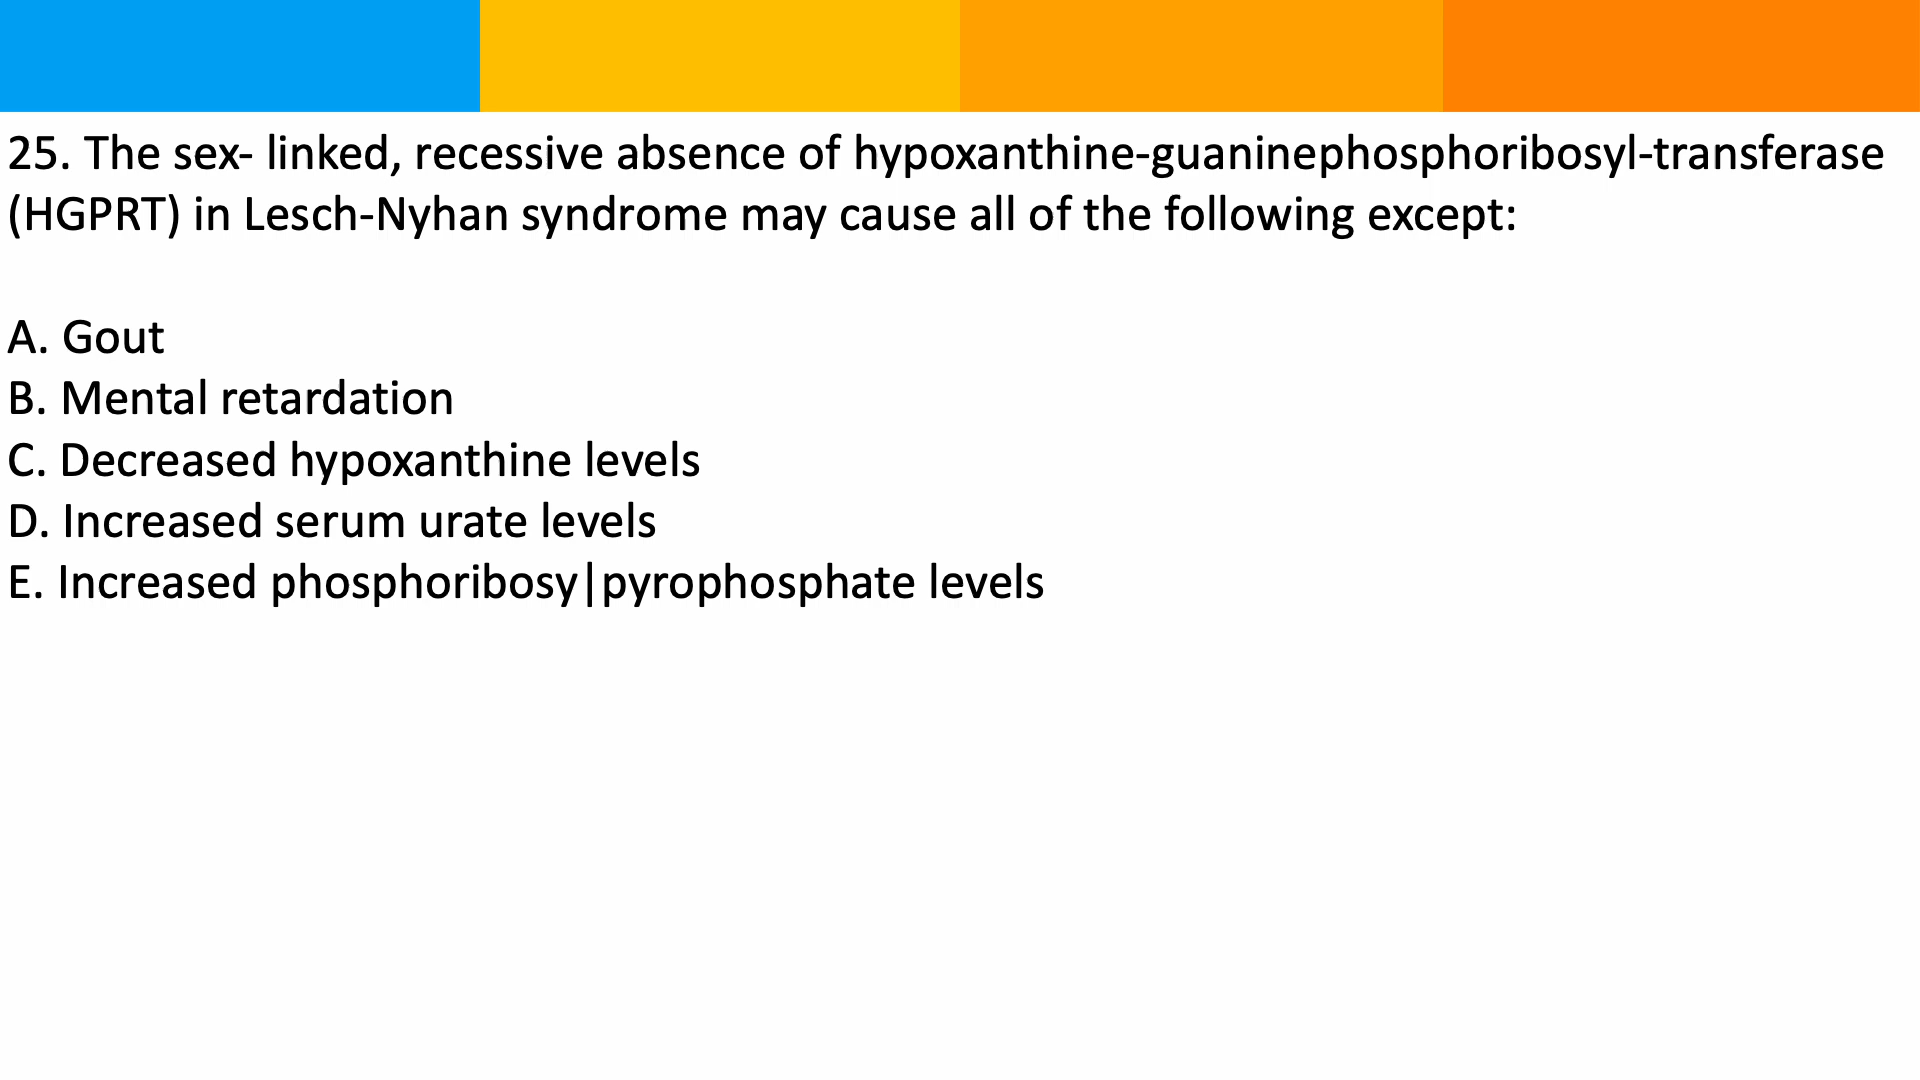 25. The sex- linked, recessive absence of hypoxanthine-guaninephosphoribosyl-transferase
(HGPRT) in Lesch-Nyhan syndrome may cause all of the following except:
A. Gout
B. Mental retardation
C. Decreased hypoxanthine levels
D. Increased serum urate levels
E. Increased phosphoribosy|pyrophosphate levels